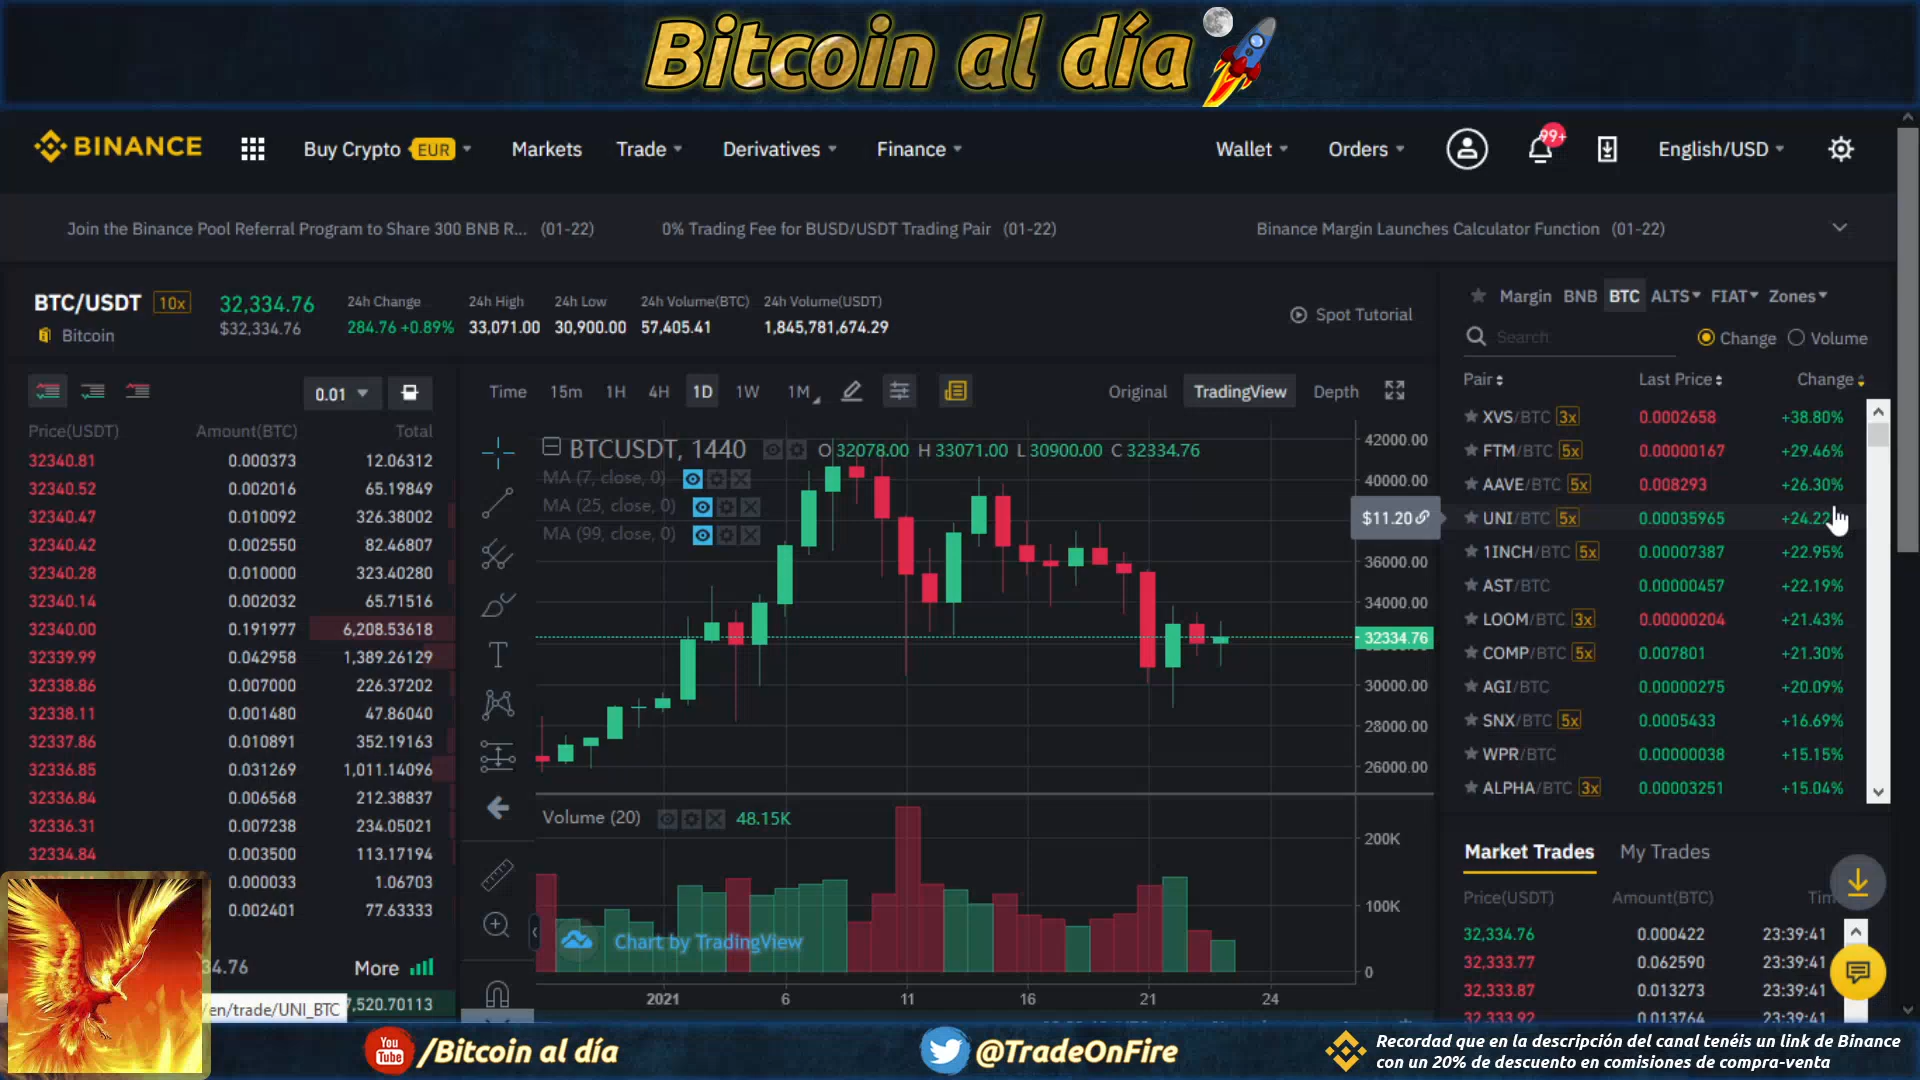 Bitcoin al día
BINANCE
Buy Crypto EUR
Markets
Trade
Derivatives
Finance
Wallet
Orders
99+
English/USD
Join the Binance Pool Referral Program to Share 300 BNB R... (01-22)
0% Trading Fee for BUSD/USDT Trading Pair (01-22)
Binance Margin Launches Calculator Function (01-22)
BTC/USDT 10x
Bitcoin
32,334.76
$32,334.76
24h Change
284.76 +0.89%
24h High
33,071.00
24h Low
30,900.00
24h Volume(BTC)
57,405.41
24h Volume(USDT)
1,845,781,674.29
Spot Tutorial
0.01
Price(USDT) Amount(BTC) Total
32340.81 0.000373 12.06312
32340.52 0.002016 65.19849
32340.47 0.010092 326.38002
32340.42 0.002550 82.46807
32340.28 0.010000 323.40280
32340.14 0.002032 65.71516
32340.00 0.191977 6,208.53618
32339.99 0.042958 1,389.26129
32338.86 0.007000 226.37202
32338.11 0.001480 47.86040
32337.86 0.010891 352.19163
32336.85 0.031269 1,011.14096
32336.84 0.006568 212.38837
32336.31 0.007238 234.05021
32334.84 0.003500 113.17194
0.000033 1.06703
0.002401 77.63333
34.76 More
7,520.70113
/en/trade/UNI_BTC
Time 15m 1H 4H 1D 1W 1M
Original TradingView Depth
BTCUSDT, 1440 O 32078.00 H 33071.00 L 30900.00 C 32334.76
MA (7, close, 0)
MA (25, close, 0)
MA (99, close, 0)
42000.00
40000.00
36000.00
34000.00
32334.76
30000.00
28000.00
26000.00
$11.20
Volume (20) 48.15K
200K
100K
0
Chart by TradingView
2021 6 11 16 21 24
Margin BNB BTC ALTS FIAT Zones
Search
Change Volume
Pair Last Price Change
XVS/BTC 3x 0.0002658 +38.80%
FTM/BTC 5x 0.00000167 +29.46%
AAVE/BTC 5x 0.008293 +26.30%
UNI/BTC 5x 0.00035965 +24.22
1INCH/BTC 5x 0.00007387 +22.95%
AST/BTC 0.00000457 +22.19%
LOOM/BTC 3x 0.00000204 +21.43%
COMP/BTC 5x 0.007801 +21.30%
AGI/BTC 0.00000275 +20.09%
SNX/BTC 5x 0.0005433 +16.69%
WPR/BTC 0.00000038 +15.15%
ALPHA/BTC 3x 0.00003251 +15.04%
Market Trades My Trades
Price(USDT) Amount(BTC) Tim
32,334.76 0.000422 23:39:41
32,333.77 0.062590 23:39:41
32,333.87 0.013273 23:39:41
32,333.92 0.013764 23:39:41
You Tube /Bitcoin al día
@TradeOnFire
Recordad que en la descripción del canal tenéis un link de Binance
con un 20% de descuento en comisiones de compra-venta